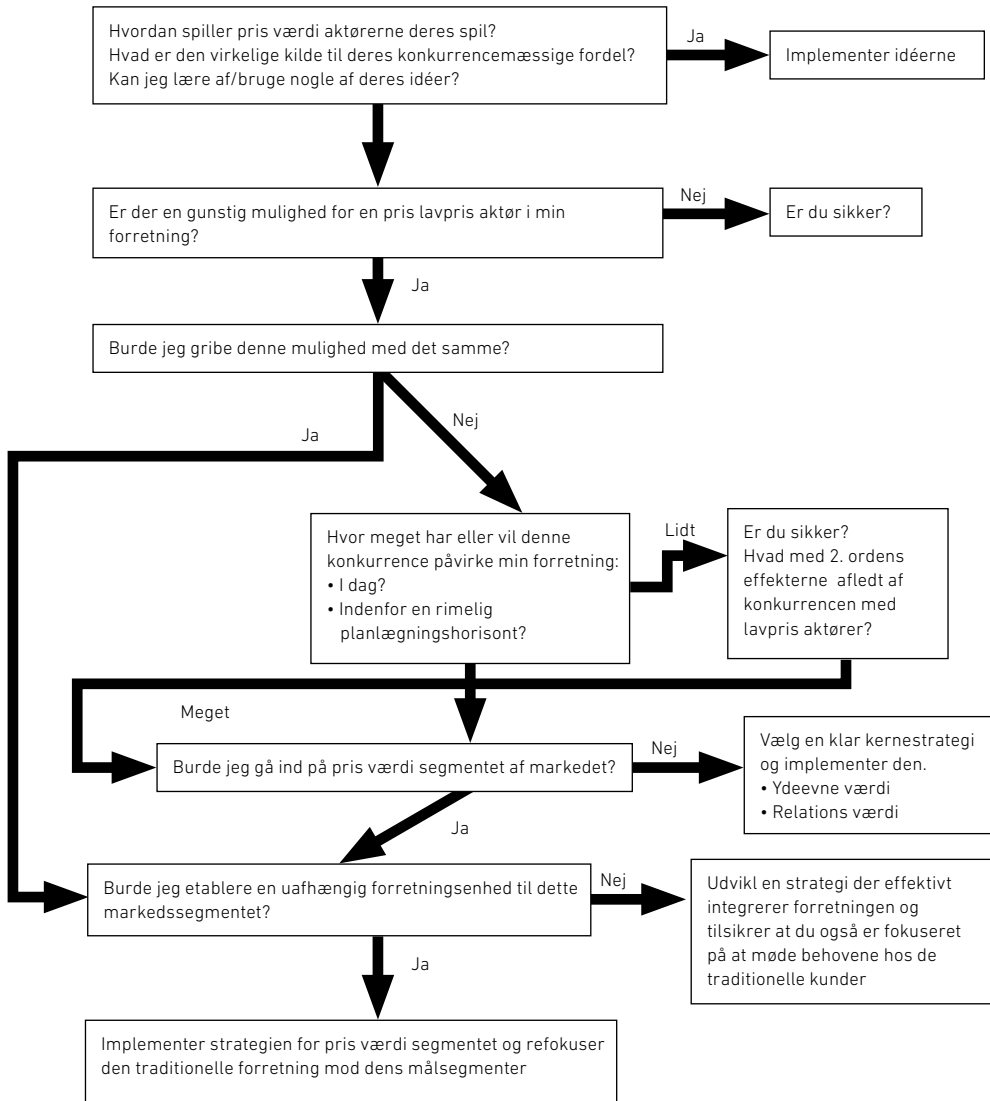 Hvordan spiller pris værdi aktørerne deres spil?
Hvad er den virkelige kilde til deres konkurrencemæssige fordel?
Kan jeg lære af/bruge nogle af deres idéer?
Ja
Implementer idéerne
Er der en gunstig mulighed for en pris lavpris aktør i min
forretning?
Nej
Er du sikker?
Ja
Burde jeg gribe denne mulighed med det samme?
Ja
Nej
Hvor meget har eller vil denne
konkurrence påvirke min forretning:
• I dag?
• Indenfor en rimelig
planlægningshorisont?
Lidt
Er du sikker?
Hvad med 2. ordens
effekterne afledt af
konkurrencen med
lavpris aktører?
Meget
Burde jeg gå ind på pris værdi segmentet af markedet?
Nej
Vælg en klar kernestrategi
og implementer den.
• Ydeevne værdi
• Relations værdi
Ja
Burde jeg etablere en uafhængig forretningsenhed til dette
markedssegmentet?
Nej
Udvikl en strategi der effektivt
integrerer forretningen og
tilsikrer at du også er fokuseret
på at møde behovene hos de
traditionelle kunder
Ja
Implementer strategien for pris værdi segmentet og refokuser
den traditionelle forretning mod dens målsegmenter